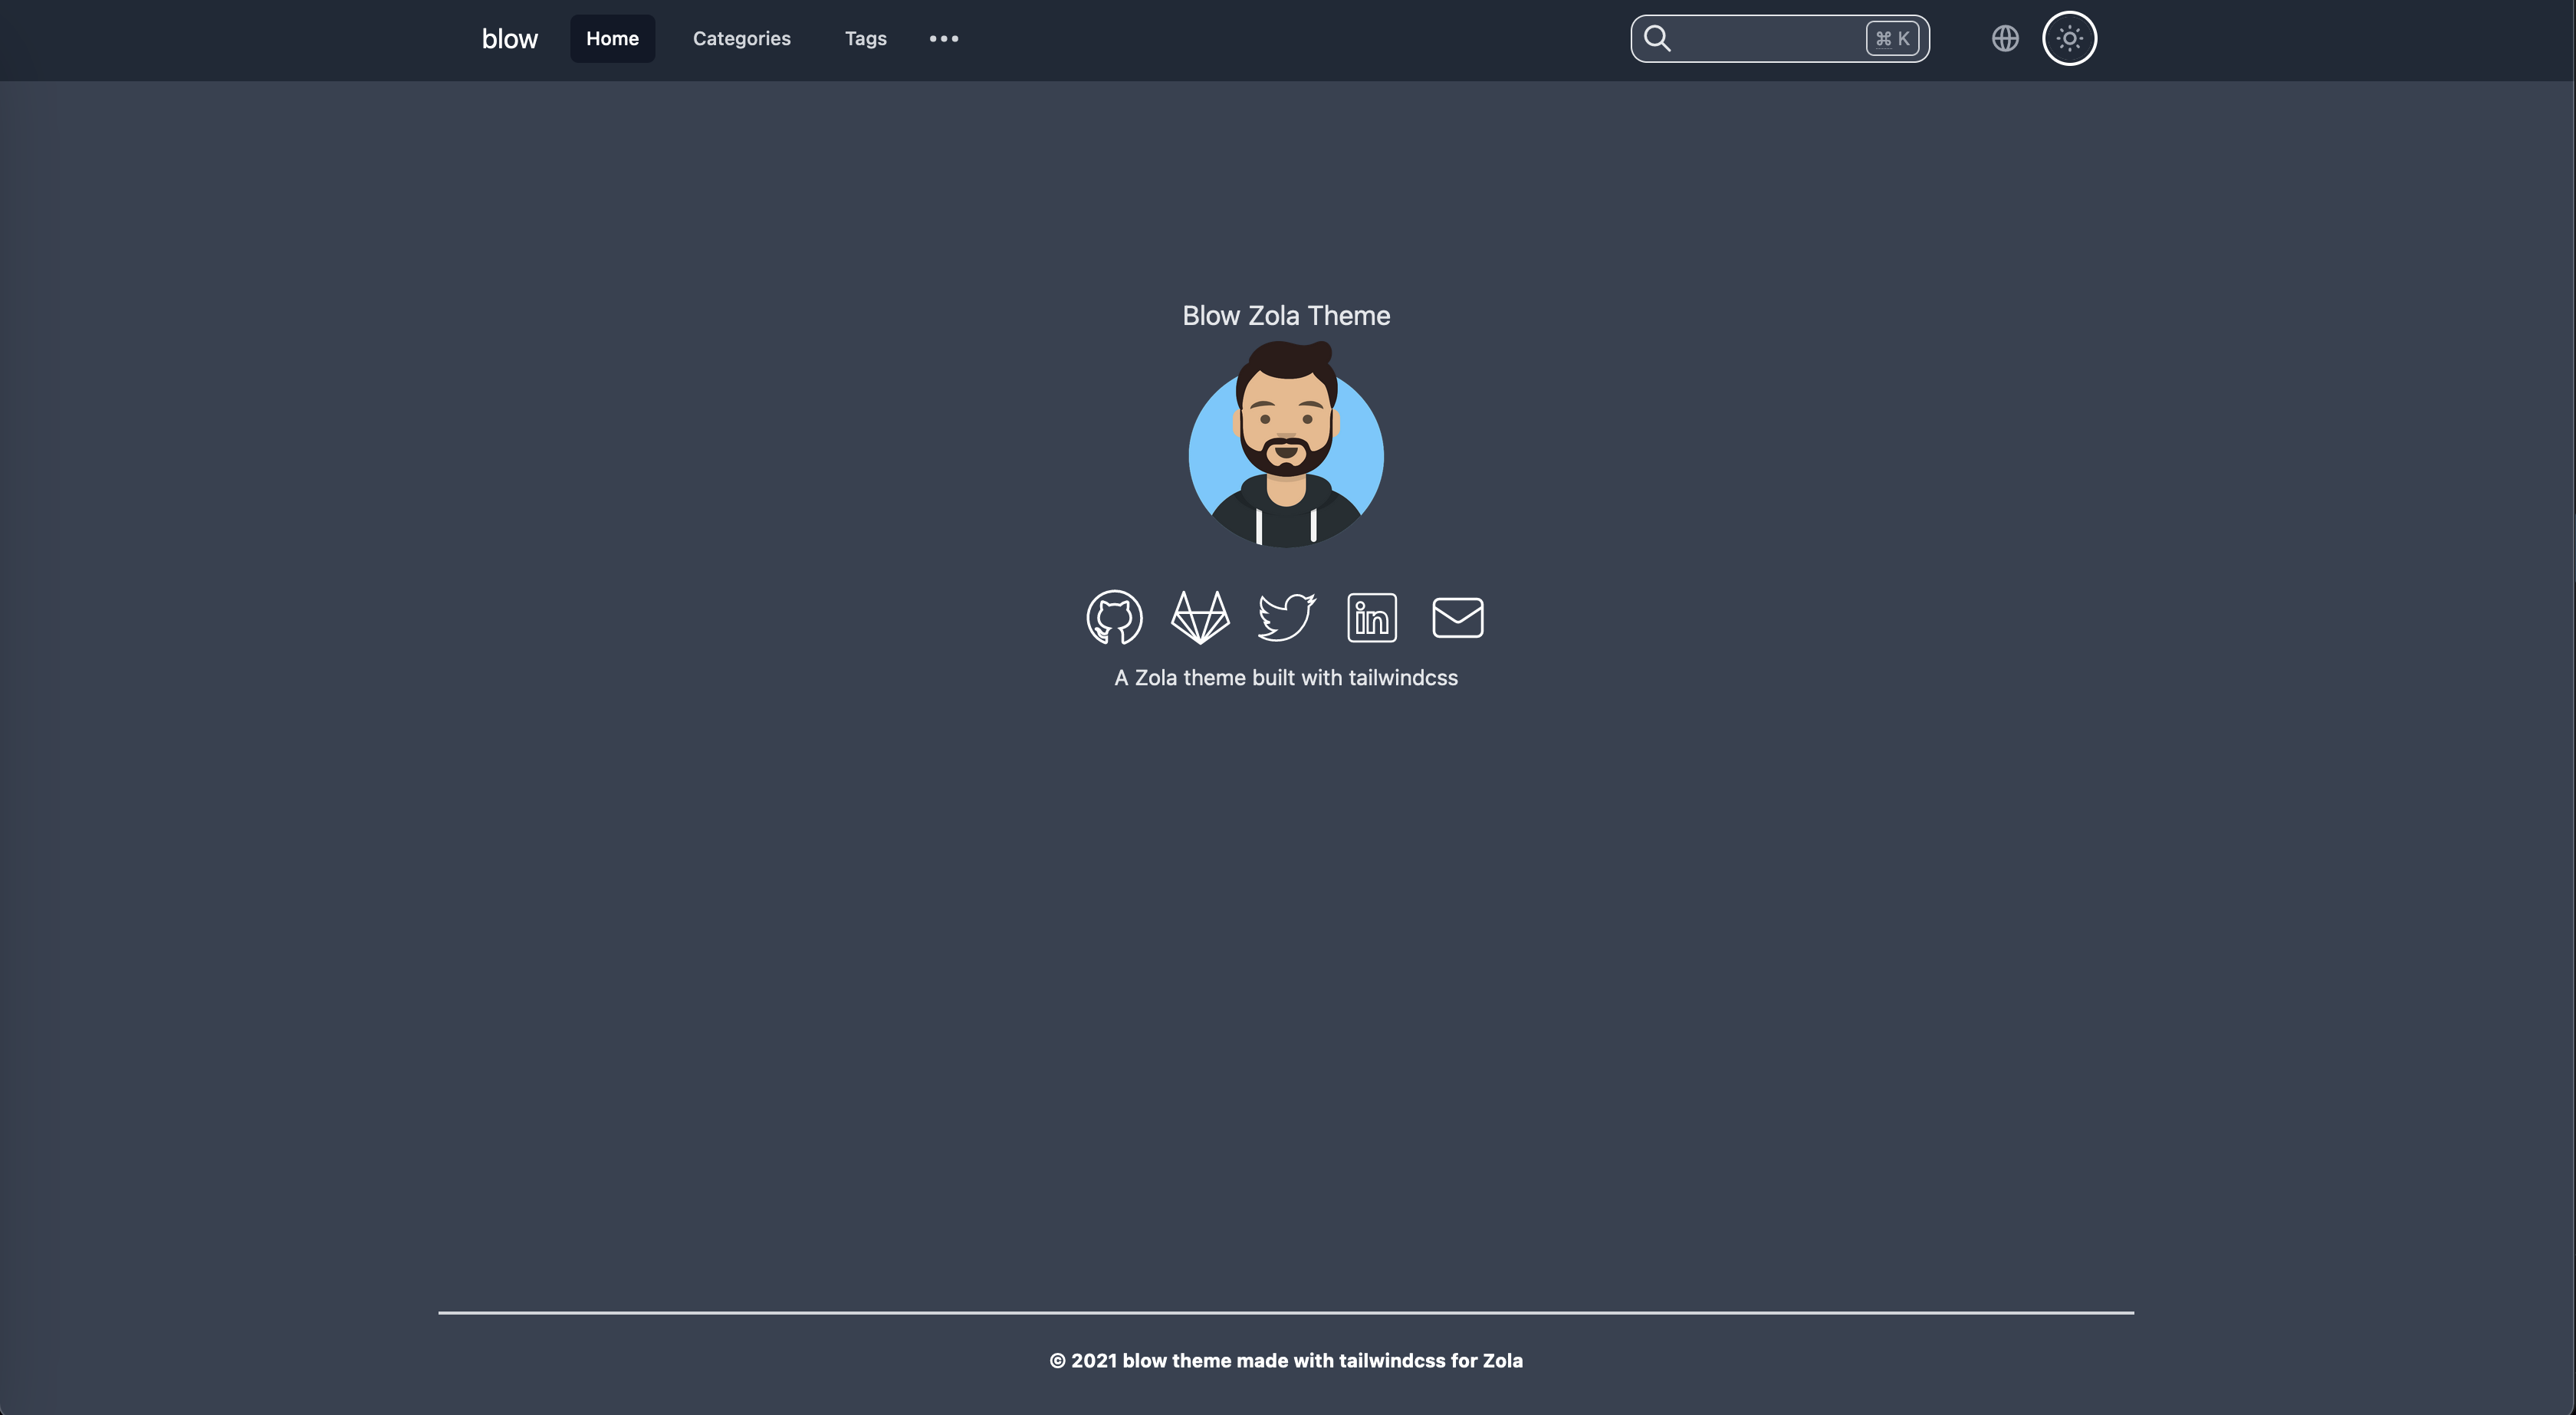 blow Home Categories Tags ⌘ K
Blow Zola Theme
in
A Zola theme built with tailwindcss
© 2021 blow theme made with tailwindcss for Zola